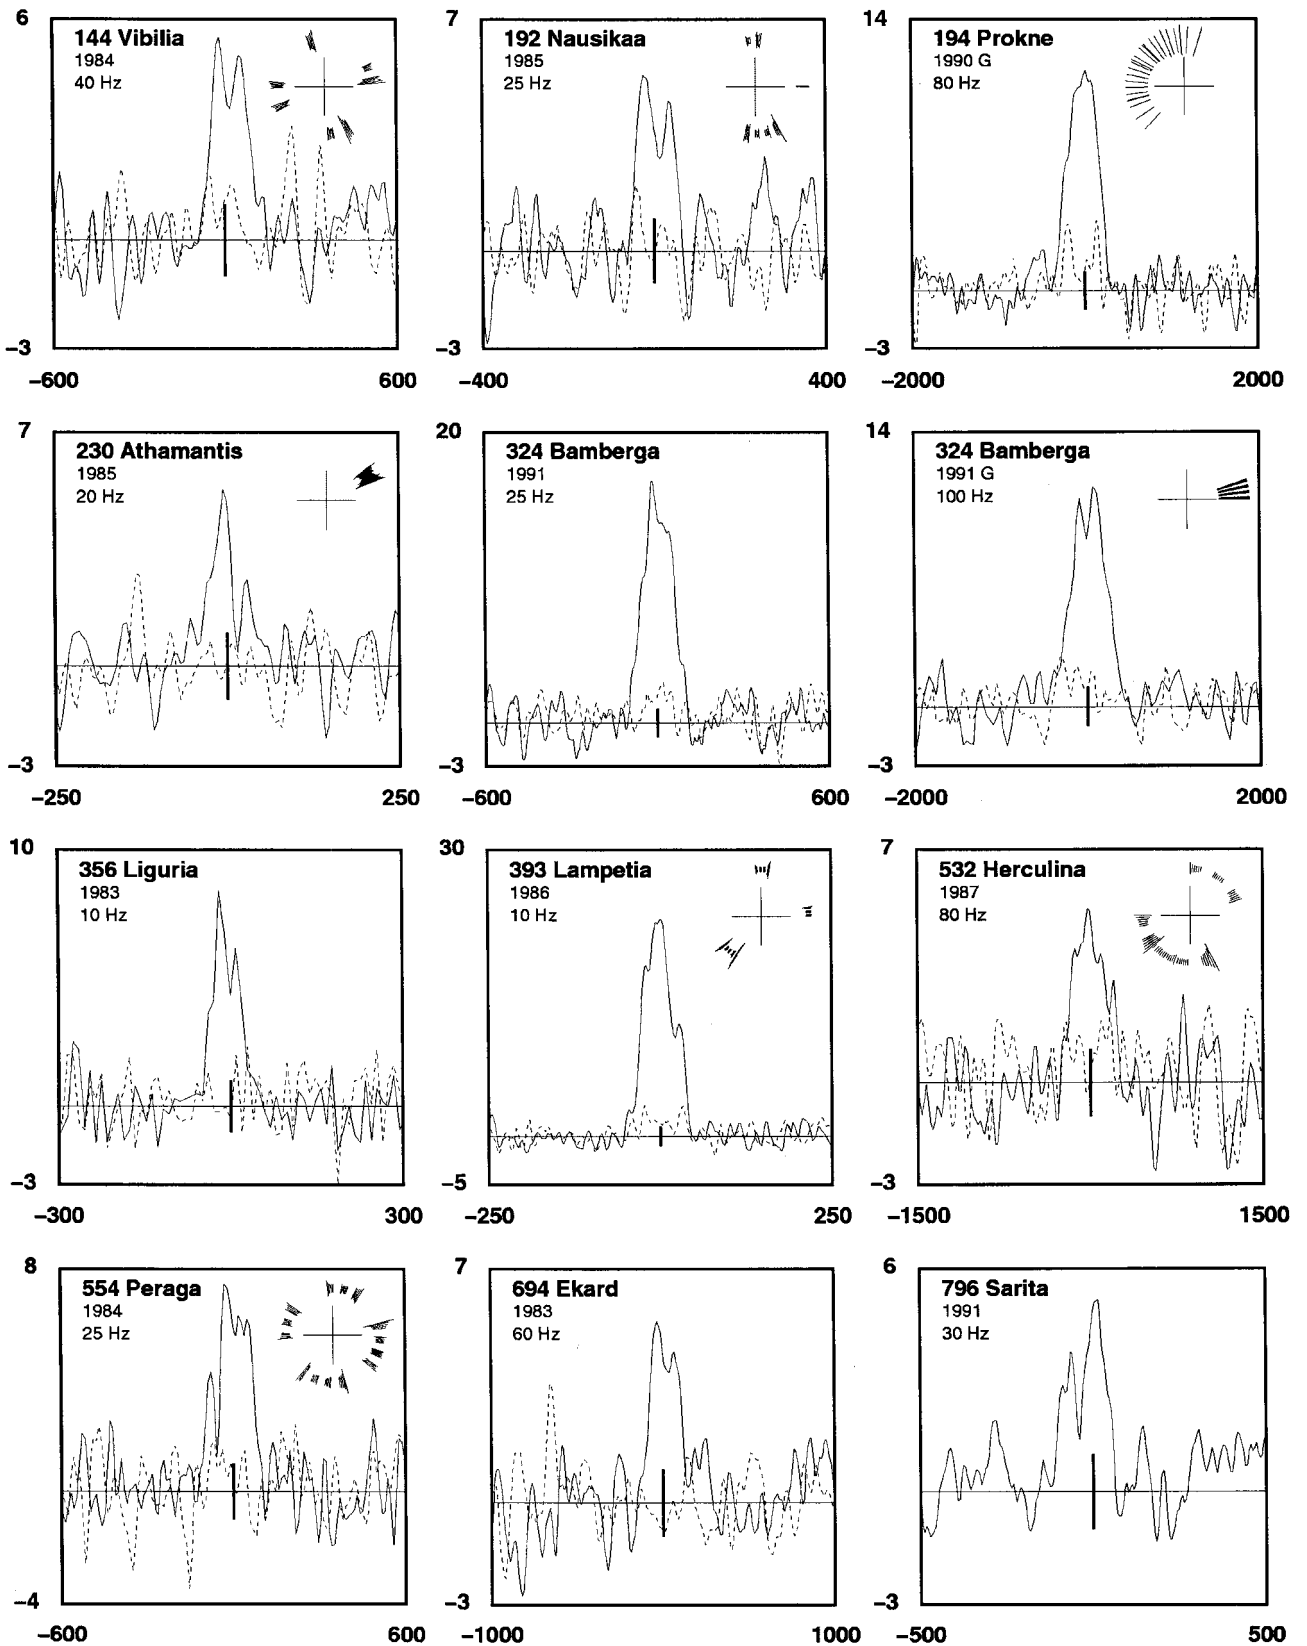 6
144 Vibilia
1984
40 Hz
−3
−600
600
7
192 Nausikaa
1985
25 Hz
−3
−400
400
14
194 Prokne
1990 G
80 Hz
−3
−2000
2000
7
230 Athamantis
1985
20 Hz
−3
−250
250
20
324 Bamberga
1991
25 Hz
−3
−600
600
14
324 Bamberga
1991 G
100 Hz
−3
−2000
2000
10
356 Liguria
1983
10 Hz
−3
−300
300
30
393 Lampetia
1986
10 Hz
−5
−250
250
7
532 Herculina
1987
80 Hz
−3
−1500
1500
8
554 Peraga
1984
25 Hz
−4
−600
600
7
694 Ekard
1983
60 Hz
−3
−1000
1000
6
796 Sarita
1991
30 Hz
−3
−500
500